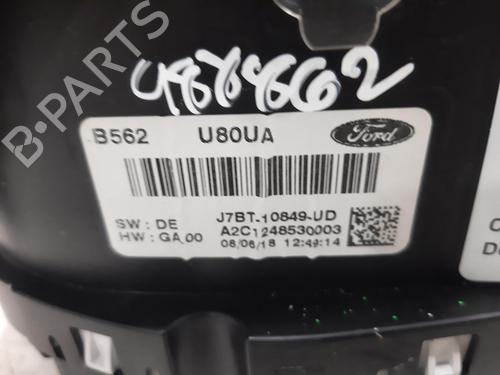 4878662
B562 U80UA Ford
J7BT-10849-UD
SW : DE A2C1248530003
HW : GA.00 08/06/18 12:49:14
B-PARTS